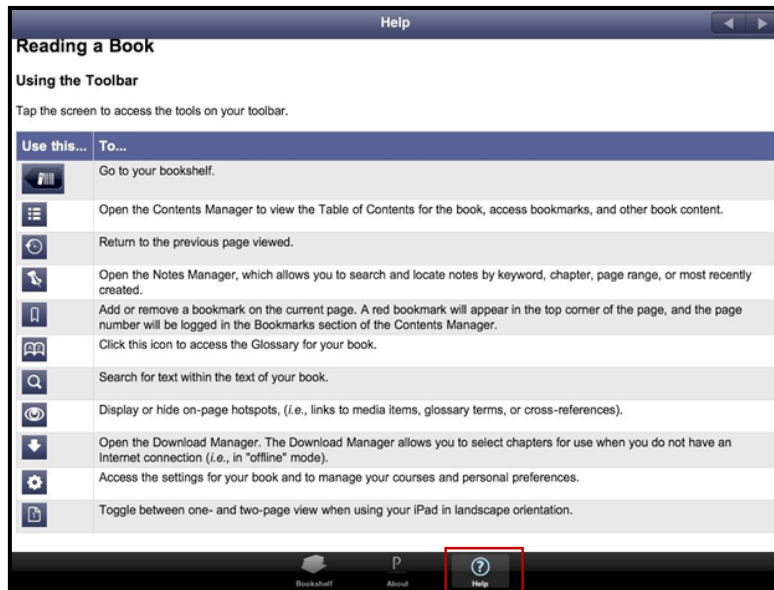 Help
Reading a Book
Using the Toolbar
Tap the screen to access the tools on your toolbar.
Use this... To...
Go to your bookshelf.
Open the Contents Manager to view the Table of Contents for the book, access bookmarks, and other book content.
Return to the previous page viewed.
Open the Notes Manager, which allows you to search and locate notes by keyword, chapter, page range, or most recently
created.
Add or remove a bookmark on the current page. A red bookmark will appear in the top corner of the page, and the page
number will be logged in the Bookmarks section of the Contents Manager.
Click this icon to access the Glossary for your book.
Search for text within the text of your book.
Display or hide on-page hotspots, (i.e., links to media items, glossary terms, or cross-references).
Open the Download Manager. The Download Manager allows you to select chapters for use when you do not have an
Internet connection (i.e., in "offline" mode).
Access the settings for your book and to manage your courses and personal preferences.
Toggle between one- and two-page view when using your iPad in landscape orientation.
P
Bookshelf About Help